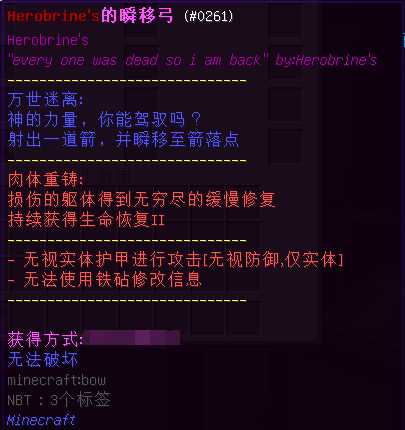 Herobrine's的瞬移弓 (#0261)
Herobrine's
"every one was dead so i am back" by:Herobrine's
--------------------------
万世迷离:
神的力量，你能驾驭吗？
射出一道箭，并瞬移至箭落点
--------------------------
肉体重铸:
损伤的躯体得到无穷尽的缓慢修复
持续获得生命恢复II
--------------------------
- 无视实体护甲进行攻击[无视防御,仅实体]
- 无法使用铁砧修改信息
--------------------------
获得方式:
无法破坏
minecraft:bow
NBT：3个标签
Minecraft